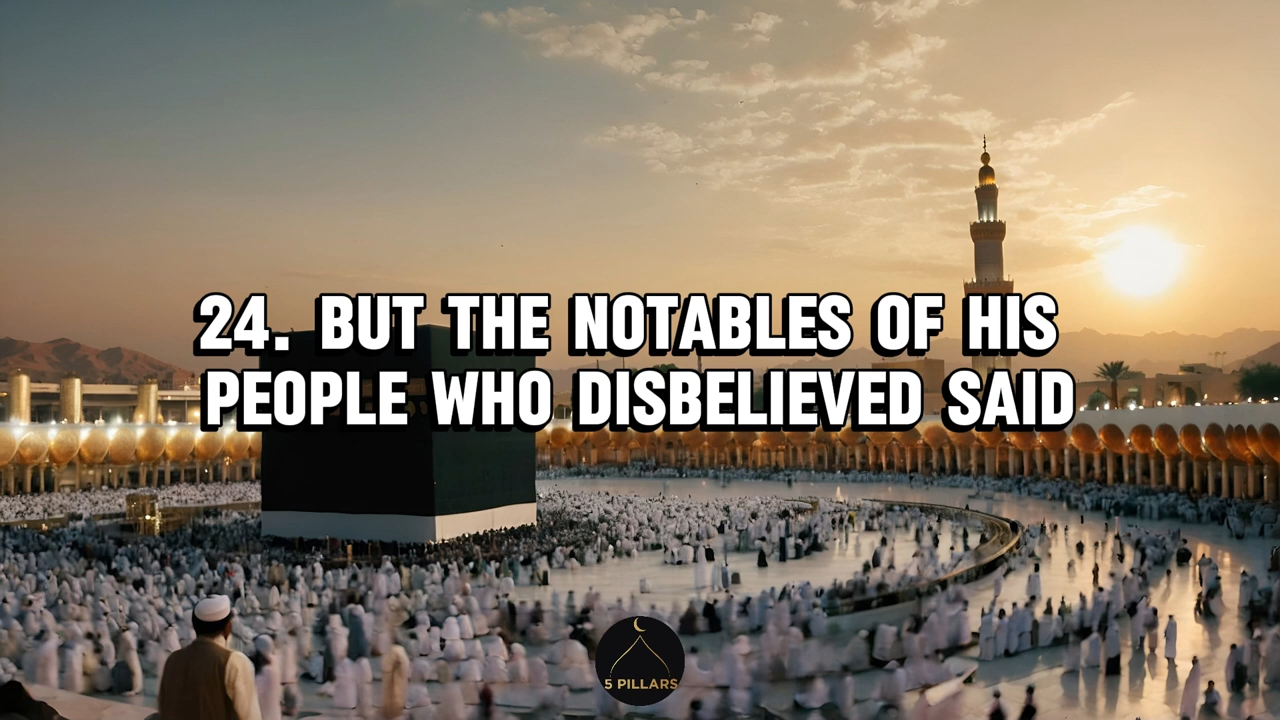 24. BUT THE NOTABLES OF HIS
PEOPLE WHO DISBELIEVED SAID
5 PILLARS